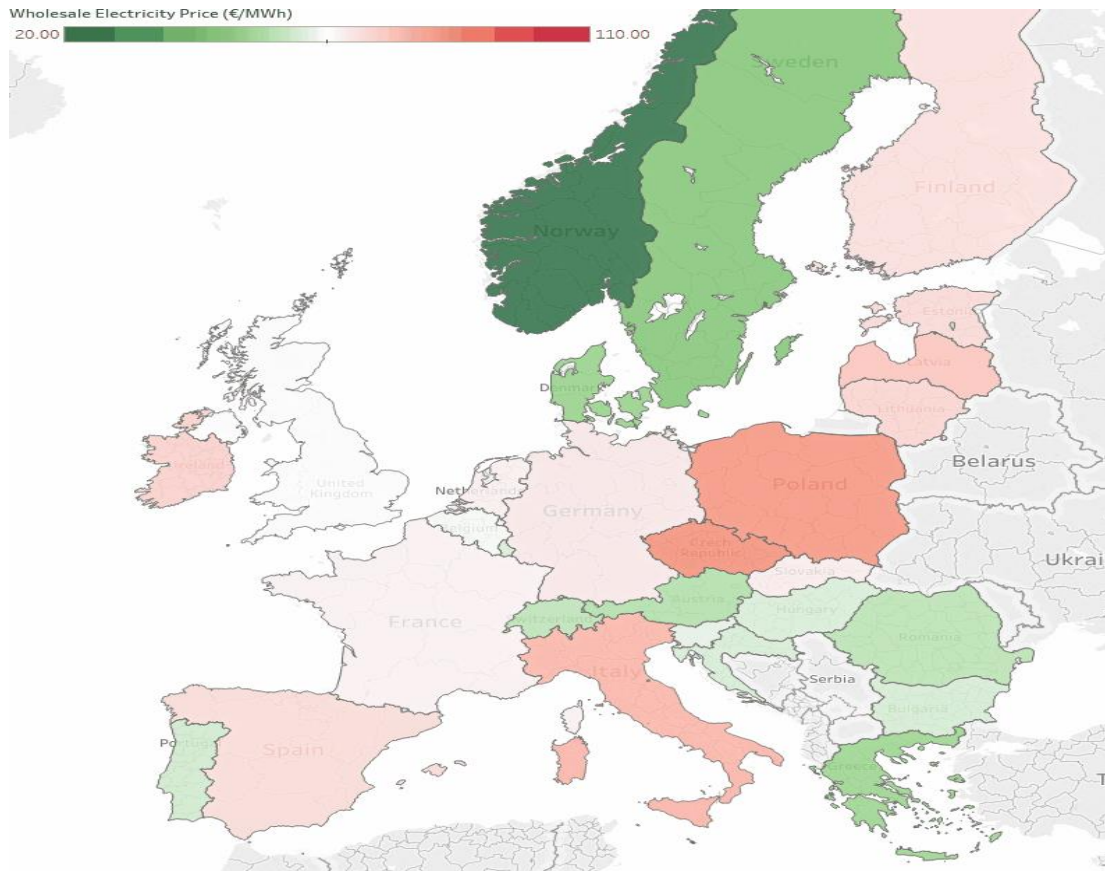 Wholesale Electricity Price (€/MWh)
20.00 110.00
Sweden
Finland
Norway
Estonia
Latvia
Denmark
Lithuania
Ireland
Belarus
United
Kingdom
Netherlands
Poland
Germany
Belgium
Czech
Republic
Ukrai
Slovakia
Austria
Hungary
France
Switzerland
Romania
Italy
Serbia
Bulgaria
Portugal
Spain
Greece
T